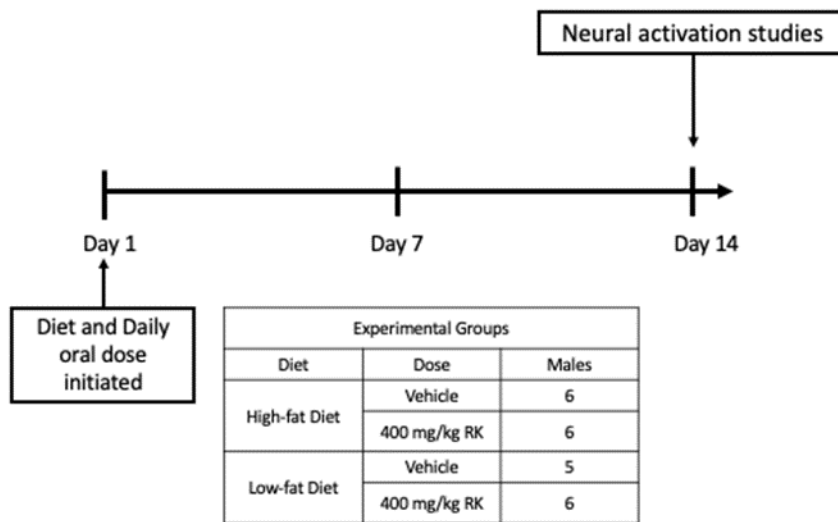 Neural activation studies
Day 1
Day 7
Day 14
Diet and Daily
oral dose
initiated
Experimental Groups
Diet
Dose
Males
High-fat Diet
Vehicle
6
400 mg/kg RK
6
Low-fat Diet
Vehicle
5
400 mg/kg RK
6